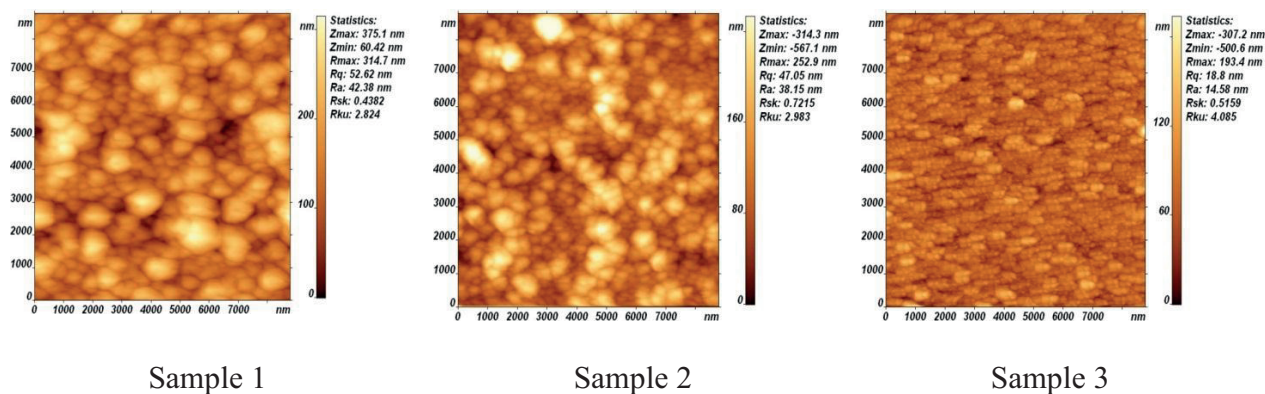 nm
7000
6000
5000
4000
3000
2000
1000
0
0 1000 2000 3000 4000 5000 6000 7000 nm
nm
200
100
0
Statistics:
Zmax: 375.1 nm
Zmin: 60.42 nm
Rmax: 314.7 nm
Rq: 52.62 nm
Ra: 42.38 nm
Rsk: 0.4382
Rku: 2.824
nm
8000
7000
6000
5000
4000
3000
2000
1000
0
0 1000 2000 3000 4000 5000 6000 7000 nm
nm
160
80
0
Statistics:
Zmax: -314.3 nm
Zmin: -567.1 nm
Rmax: 252.9 nm
Rq: 47.05 nm
Ra: 38.15 nm
Rsk: 0.7215
Rku: 2.983
nm
8000
7000
6000
5000
4000
3000
2000
1000
0
0 1000 2000 3000 4000 5000 6000 7000 nm
nm
120
60
0
Statistics:
Zmax: -307.2 nm
Zmin: -500.6 nm
Rmax: 193.4 nm
Rq: 18.8 nm
Ra: 14.58 nm
Rsk: 0.5159
Rku: 4.085
Sample 1
Sample 2
Sample 3